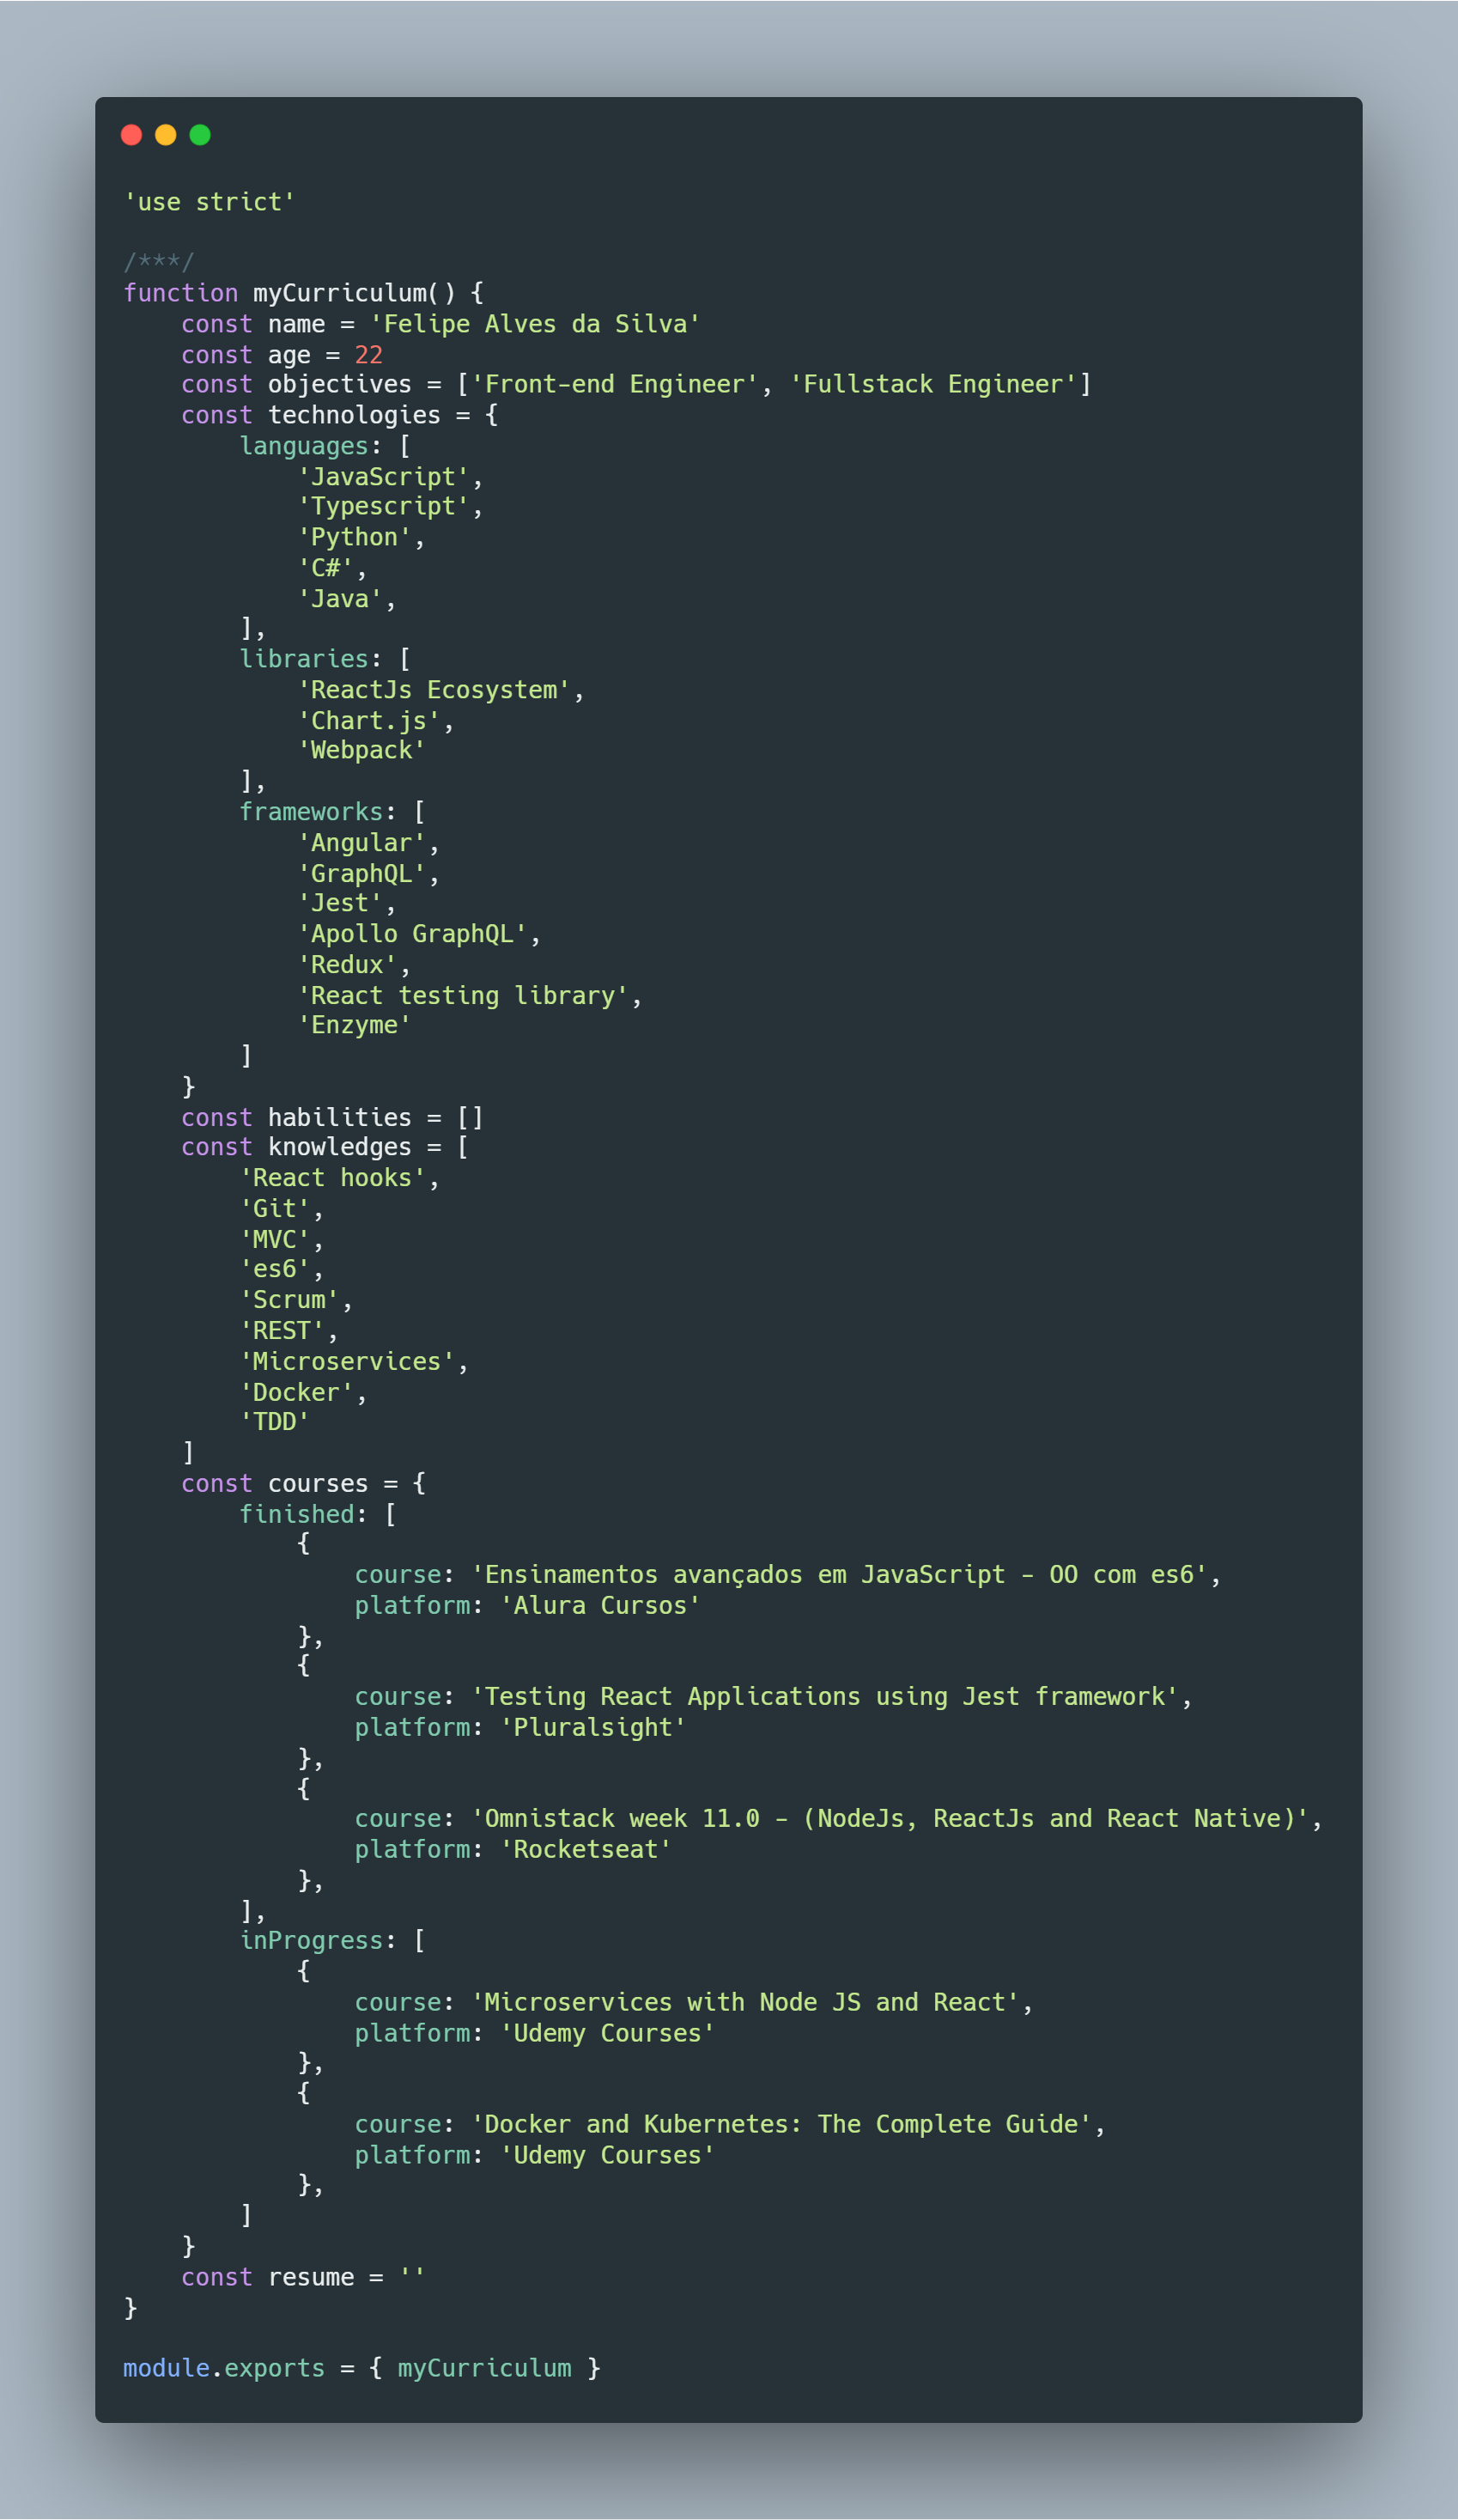 'use strict'

/***/
function myCurriculum() {
    const name = 'Felipe Alves da Silva'
    const age = 22
    const objectives = ['Front-end Engineer', 'Fullstack Engineer']
    const technologies = {
        languages: [
            'JavaScript',
            'Typescript',
            'Python',
            'C#',
            'Java',
        ],
        libraries: [
            'ReactJs Ecosystem',
            'Chart.js',
            'Webpack'
        ],
        frameworks: [
            'Angular',
            'GraphQL',
            'Jest',
            'Apollo GraphQL',
            'Redux',
            'React testing library',
            'Enzyme'
        ]
    }
    const habilities = []
    const knowledges = [
        'React hooks',
        'Git',
        'MVC',
        'es6',
        'Scrum',
        'REST',
        'Microservices',
        'Docker',
        'TDD'
    ]
    const courses = {
        finished: [
            {
                course: 'Ensinamentos avançados em JavaScript - OO com es6',
                platform: 'Alura Cursos'
            },
            {
                course: 'Testing React Applications using Jest framework',
                platform: 'Pluralsight'
            },
            {
                course: 'Omnistack week 11.0 - (NodeJs, ReactJs and React Native)',
                platform: 'Rocketseat'
            },
        ],
        inProgress: [
            {
                course: 'Microservices with Node JS and React',
                platform: 'Udemy Courses'
            },
            {
                course: 'Docker and Kubernetes: The Complete Guide',
                platform: 'Udemy Courses'
            },
        ]
    }
    const resume = ''
}

module.exports = { myCurriculum }